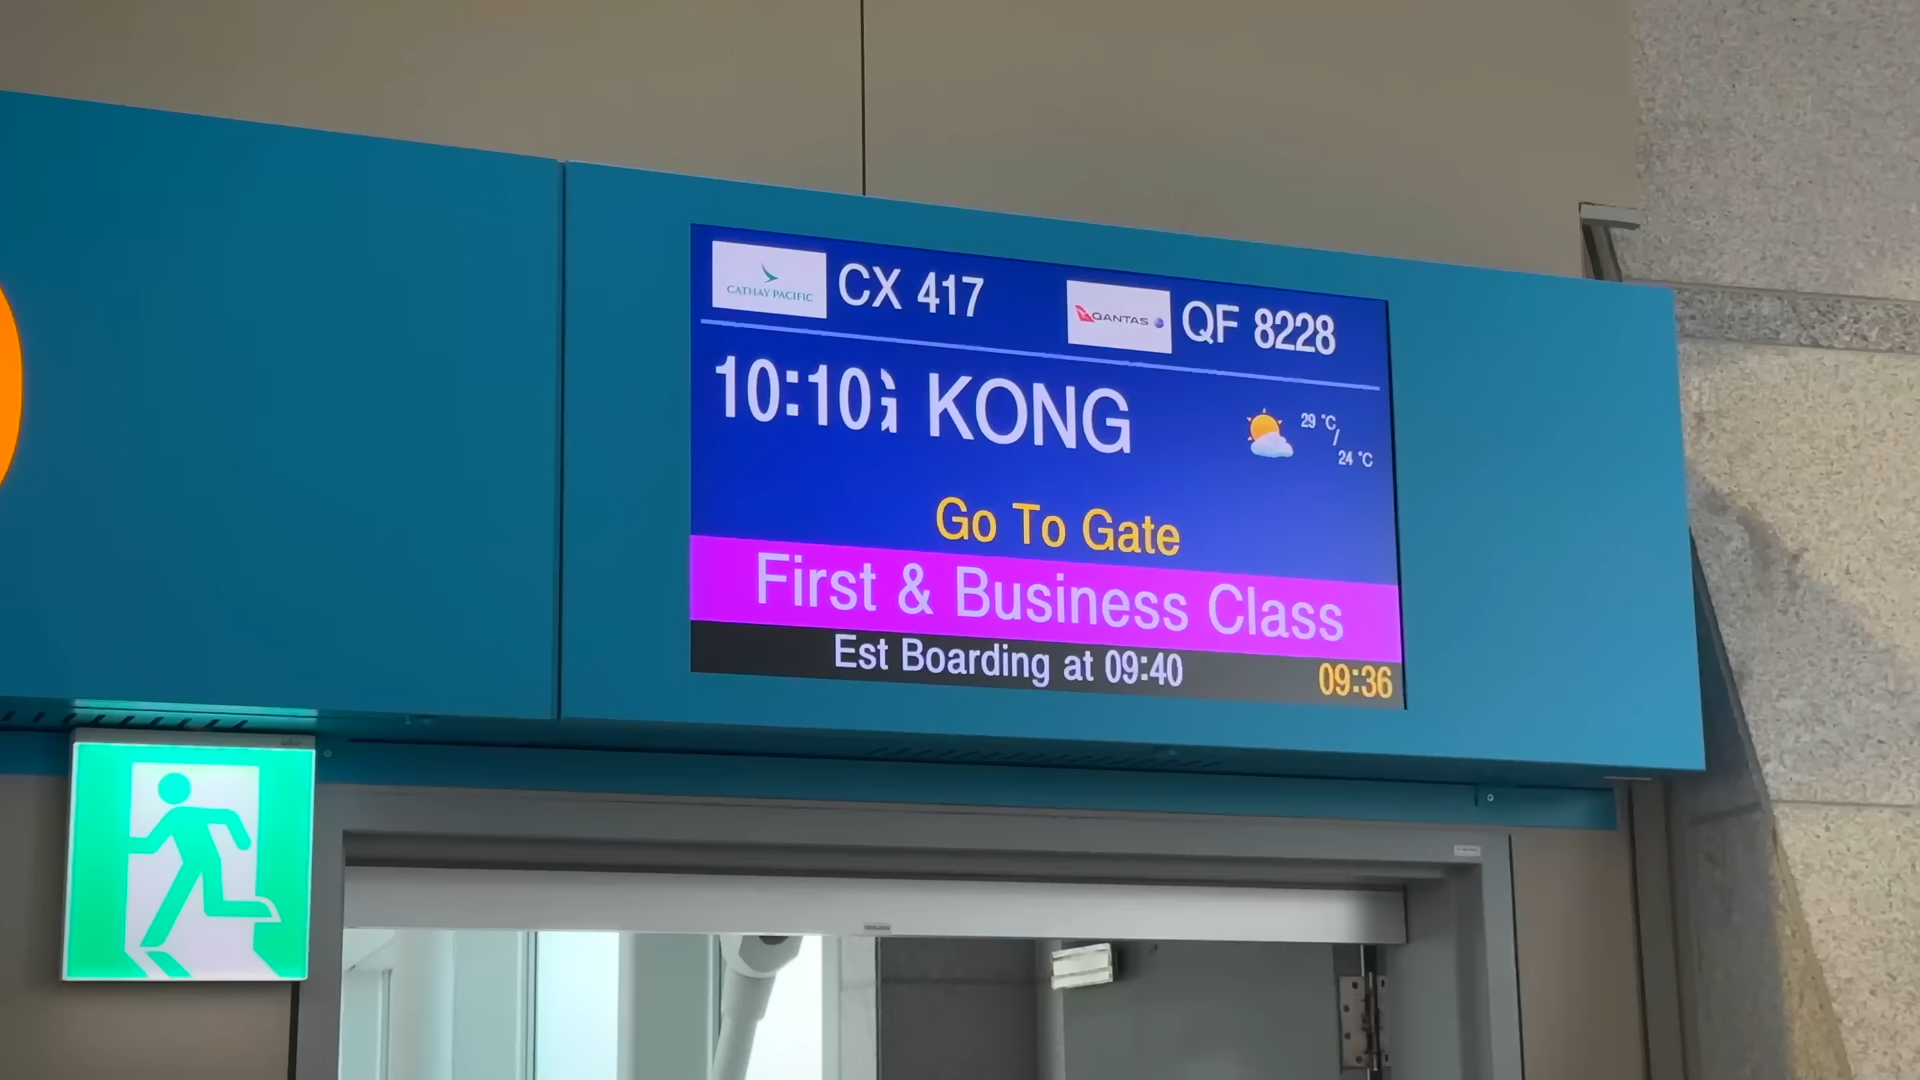 CATHAY PACIFIC CX 417 QANTAS QF 8228
10:10 KONG
29 °C/
24 °C
Go To Gate
First & Business Class
Est Boarding at 09:40 09:36